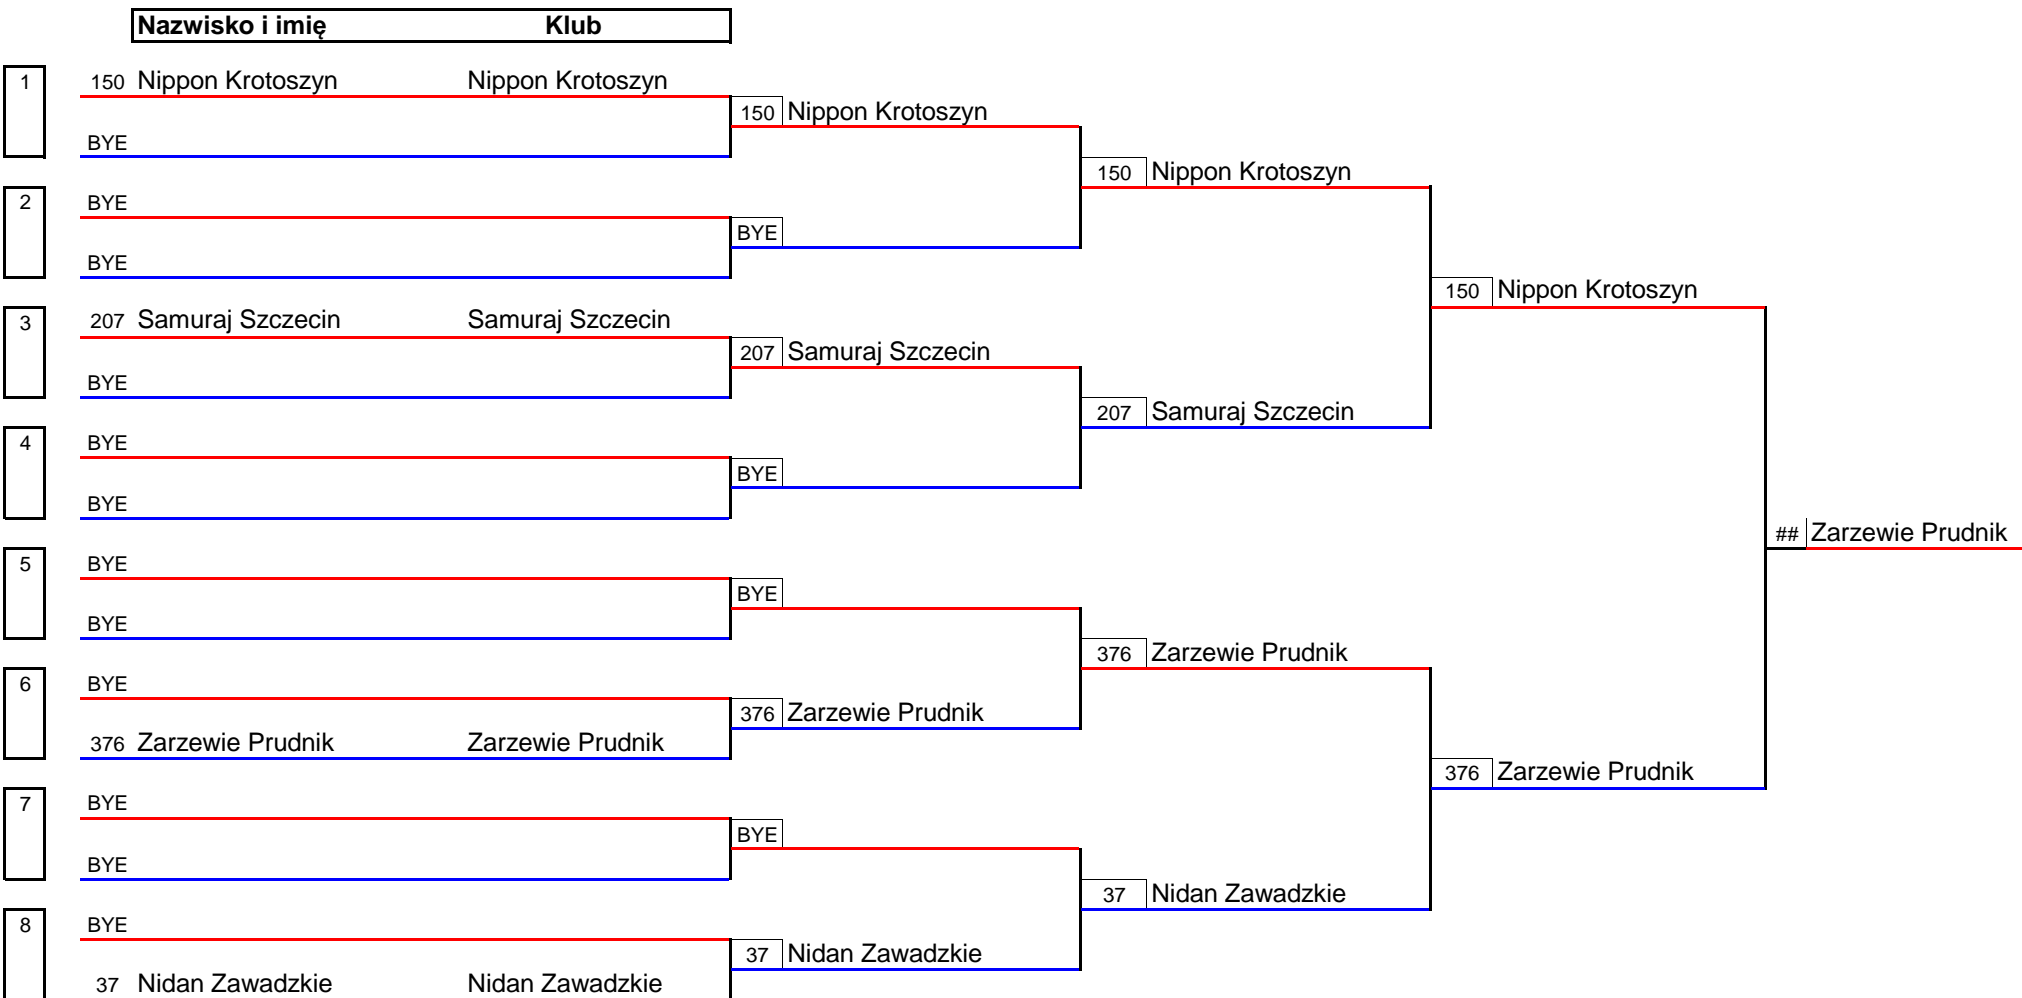 Nazwisko i imię Klub
1 150 Nippon Krotoszyn Nippon Krotoszyn
150 Nippon Krotoszyn
BYE
150 Nippon Krotoszyn
2 BYE
BYE
BYE
150 Nippon Krotoszyn
3 207 Samuraj Szczecin Samuraj Szczecin
207 Samuraj Szczecin
BYE
207 Samuraj Szczecin
4 BYE
BYE
BYE
## Zarzewie Prudnik
5 BYE
BYE
BYE
376 Zarzewie Prudnik
6 BYE
376 Zarzewie Prudnik
376 Zarzewie Prudnik Zarzewie Prudnik
376 Zarzewie Prudnik
7 BYE
BYE
BYE
37 Nidan Zawadzkie
8 BYE
37 Nidan Zawadzkie
37 Nidan Zawadzkie Nidan Zawadzkie